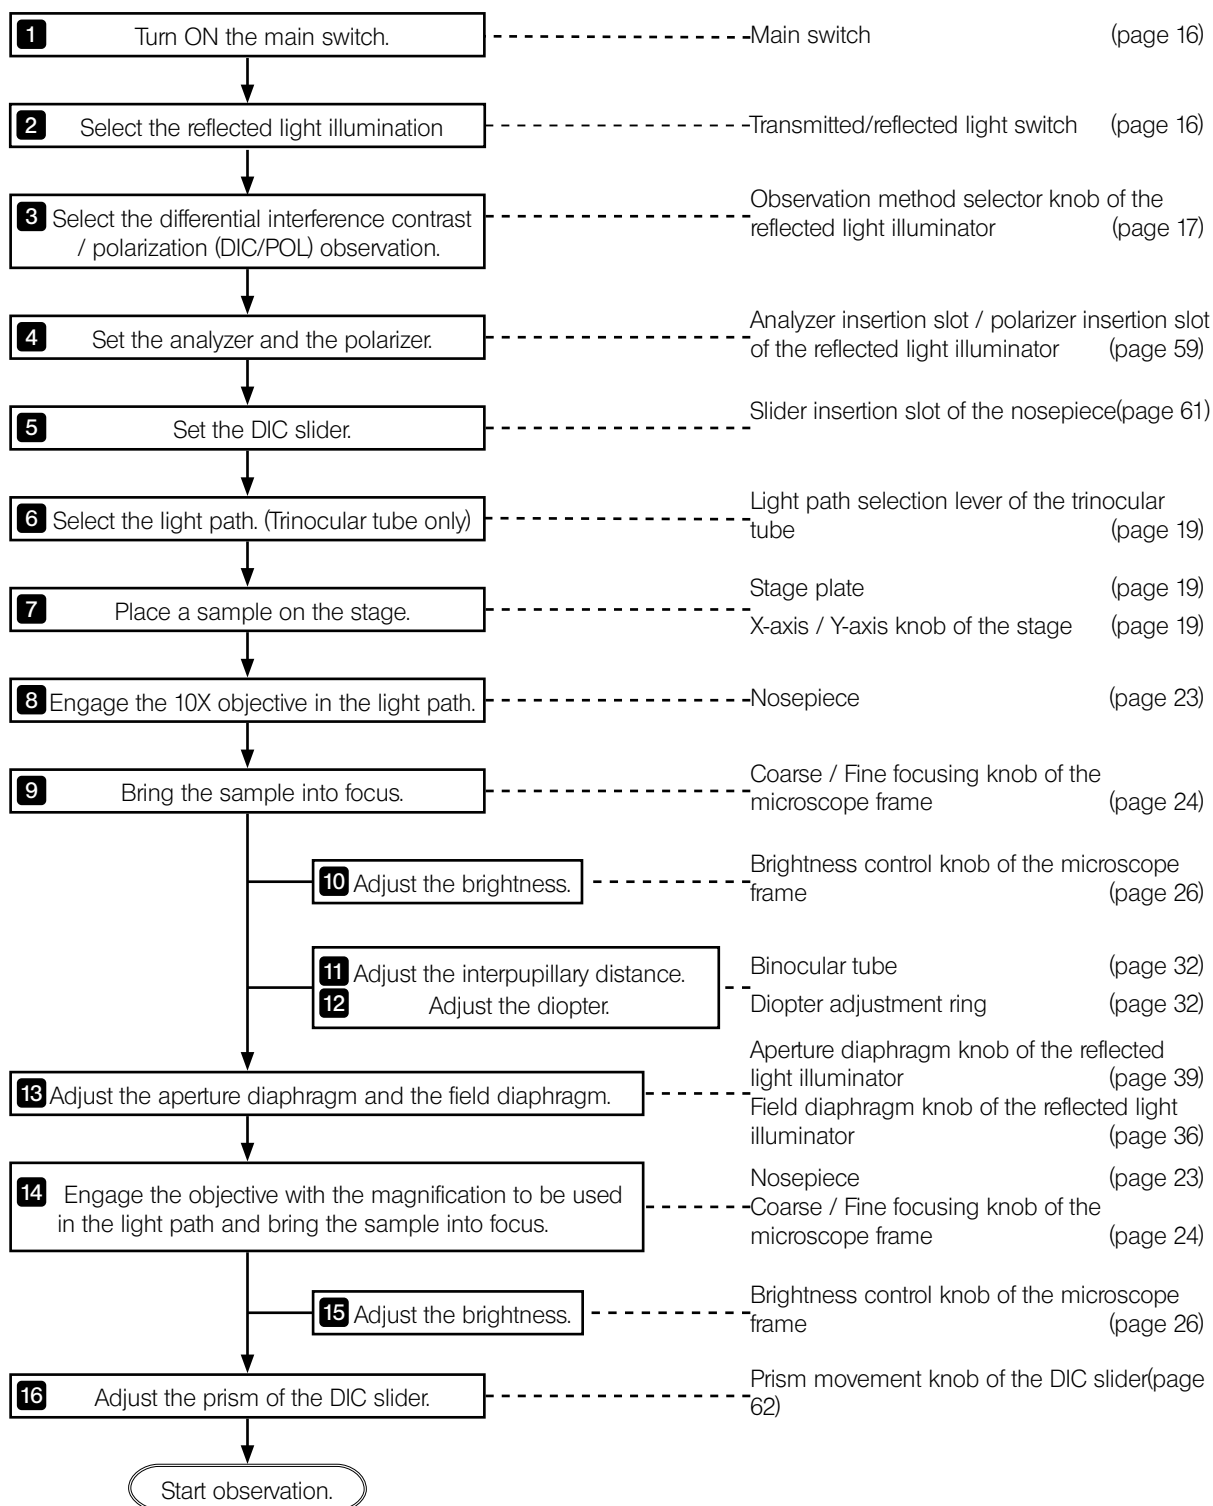 1 Turn ON the main switch. Main switch (page 16)
2 Select the reflected light illumination Transmitted/reflected light switch (page 16)
3 Select the differential interference contrast
/ polarization (DIC/POL) observation.
Observation method selector knob of the
reflected light illuminator (page 17)
4 Set the analyzer and the polarizer.
Analyzer insertion slot / polarizer insertion slot
of the reflected light illuminator (page 59)
5 Set the DIC slider.
Slider insertion slot of the nosepiece(page 61)
6 Select the light path. (Trinocular tube only)
Light path selection lever of the trinocular
tube (page 19)
7 Place a sample on the stage.
Stage plate (page 19)
X-axis / Y-axis knob of the stage (page 19)
8 Engage the 10X objective in the light path. Nosepiece (page 23)
9 Bring the sample into focus.
Coarse / Fine focusing knob of the
microscope frame (page 24)
10 Adjust the brightness.
Brightness control knob of the microscope
frame (page 26)
11 Adjust the interpupillary distance.
12 Adjust the diopter.
Binocular tube (page 32)
Diopter adjustment ring (page 32)
13 Adjust the aperture diaphragm and the field diaphragm.
Aperture diaphragm knob of the reflected
light illuminator (page 39)
Field diaphragm knob of the reflected light
illuminator (page 36)
14 Engage the objective with the magnification to be used
in the light path and bring the sample into focus.
Nosepiece (page 23)
Coarse / Fine focusing knob of the
microscope frame (page 24)
15 Adjust the brightness.
Brightness control knob of the microscope
frame (page 26)
16 Adjust the prism of the DIC slider.
Prism movement knob of the DIC slider(page
62)
Start observation.